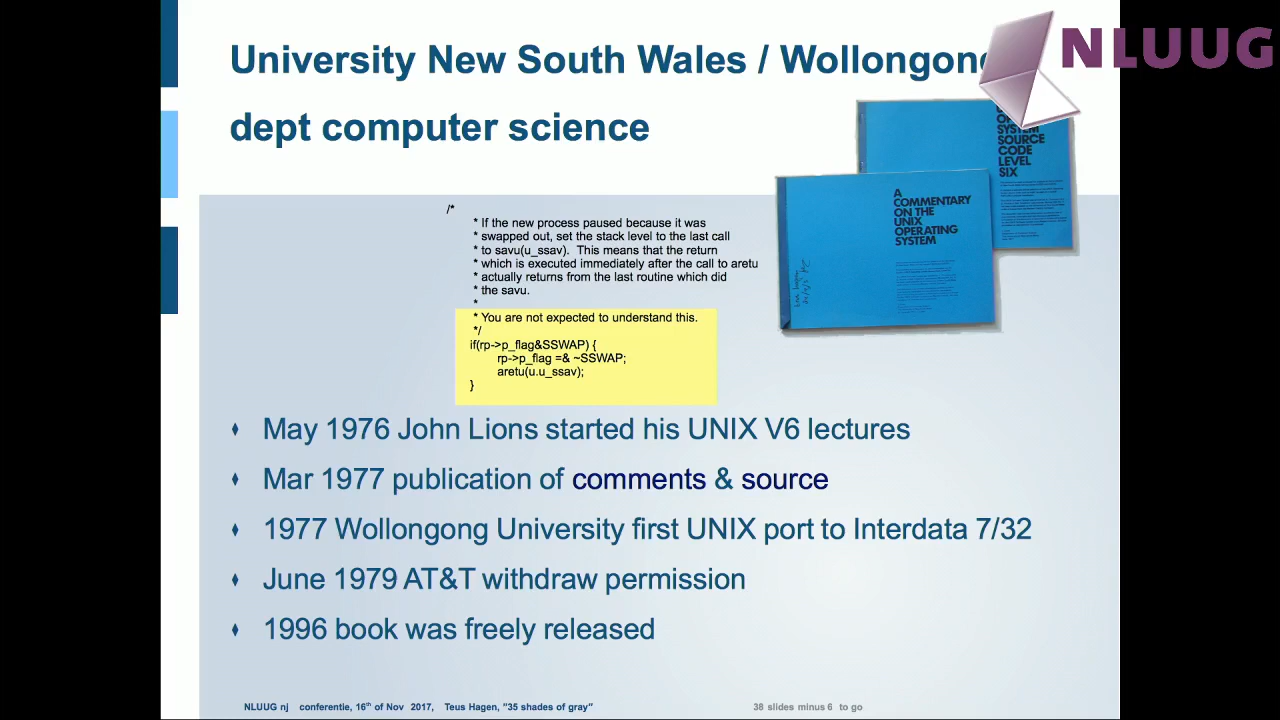 University New South Wales / Wollongong
dept computer science
NLUUG
SYSTEM
SOURCE
CODE
LEVEL
SIX
A
COMMENTARY
ON THE
UNIX
OPERATING
SYSTEM
/*
* If the new process paused because it was
* swapped out, set the stack level to the last call
* to savu(u_ssav).  This means that the return
* which is executed immediately after the call to aretu
* actually returns from the last routine which did
* the savu.
*
* You are not expected to understand this.
*/
if(rp->p_flag&SSWAP) {
rp->p_flag =& ~SSWAP;
aretu(u.u_ssav);
}
♦ May 1976 John Lions started his UNIX V6 lectures
♦ Mar 1977 publication of comments & source
♦ 1977 Wollongong University first UNIX port to Interdata 7/32
♦ June 1979 AT&T withdraw permission
♦ 1996 book was freely released
NLUUG nj conferentie, 16th of Nov 2017, Teus Hagen, "35 shades of gray"
38 slides minus 6 to go